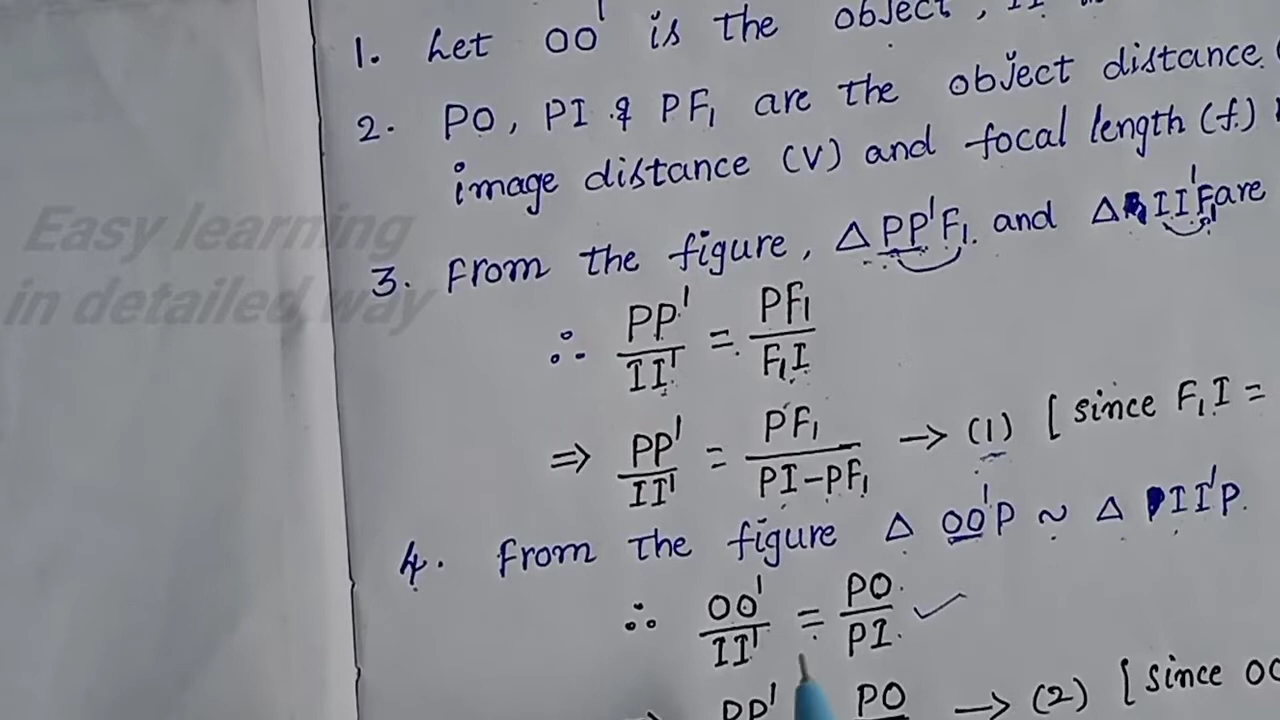 1. Let OO' is the object, II'
2. PO, PI & PF₁ are the object distance
image distance (V) and focal length (f)
3. From the figure, Δ PP'F₁ and Δ II'F₁ are
∴ PP'/II' = PF₁/F₁I
⇒ PP'/II' = PF₁/PI-PF₁ → (1) [since F₁I =
4. From the figure Δ OO'P ~ Δ PII'P.
∴ OO'/II' = PO/PI
PP' PO → (2) [since OO
Easy learning
in detailed way